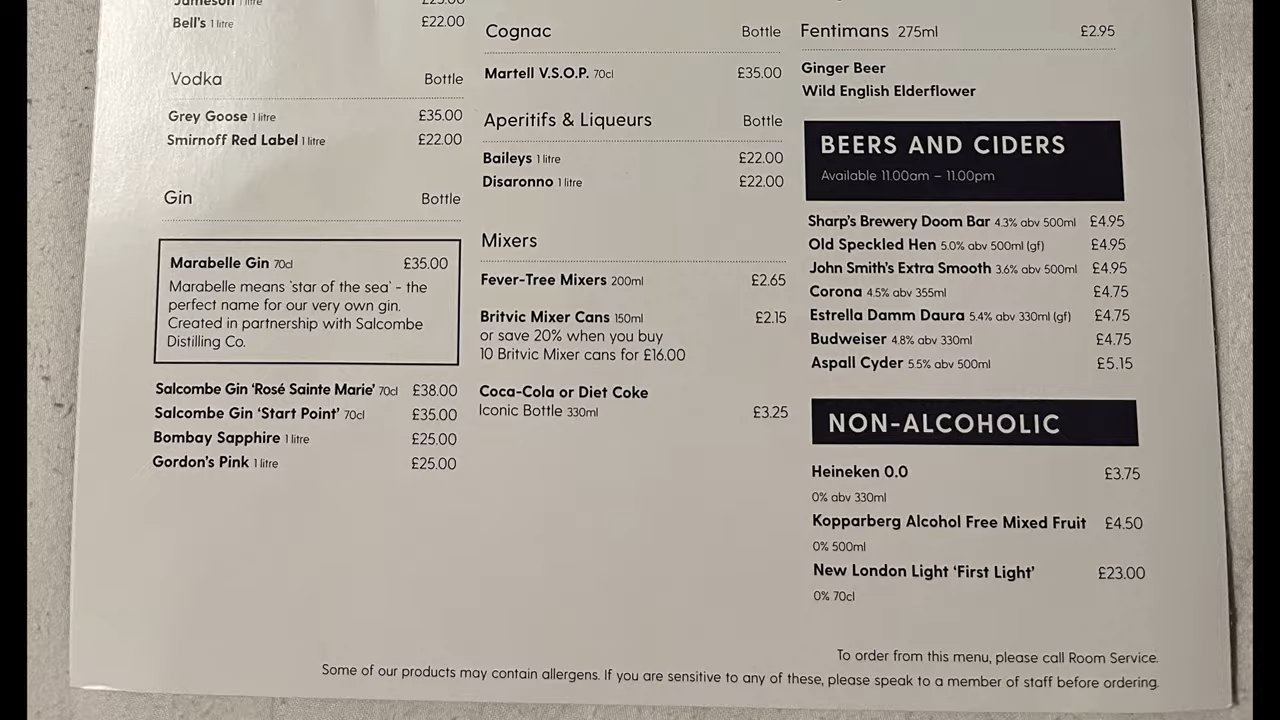 Jameson 1 litre £25.00
Bell's 1 litre £22.00
Vodka Bottle
Grey Goose 1 litre £35.00
Smirnoff Red Label 1 litre £22.00
Gin Bottle
Marabelle Gin 70cl £35.00
Marabelle means 'star of the sea' - the
perfect name for our very own gin.
Created in partnership with Salcombe
Distilling Co.
Salcombe Gin 'Rosé Sainte Marie' 70cl £38.00
Salcombe Gin 'Start Point' 70cl £35.00
Bombay Sapphire 1 litre £25.00
Gordon's Pink 1 litre £25.00
Cognac Bottle
Martell V.S.O.P. 70cl £35.00
Aperitifs & Liqueurs Bottle
Baileys 1 litre £22.00
Disaronno 1 litre £22.00
Mixers
Fever-Tree Mixers 200ml £2.65
Britvic Mixer Cans 150ml £2.15
or save 20% when you buy
10 Britvic Mixer cans for £16.00
Coca-Cola or Diet Coke
Iconic Bottle 330ml £3.25
Fentimans 275ml £2.95
Ginger Beer
Wild English Elderflower
BEERS AND CIDERS
Available 11.00am – 11.00pm
Sharp's Brewery Doom Bar 4.3% abv 500ml £4.95
Old Speckled Hen 5.0% abv 500ml (gf) £4.95
John Smith's Extra Smooth 3.6% abv 500ml £4.95
Corona 4.5% abv 355ml £4.75
Estrella Damm Daura 5.4% abv 330ml (gf) £4.75
Budweiser 4.8% abv 330ml £4.75
Aspall Cyder 5.5% abv 500ml £5.15
NON-ALCOHOLIC
Heineken 0.0 £3.75
0% abv 330ml
Kopparberg Alcohol Free Mixed Fruit £4.50
0% 500ml
New London Light 'First Light' £23.00
0% 70cl
To order from this menu, please call Room Service.
Some of our products may contain allergens. If you are sensitive to any of these, please speak to a member of staff before ordering.